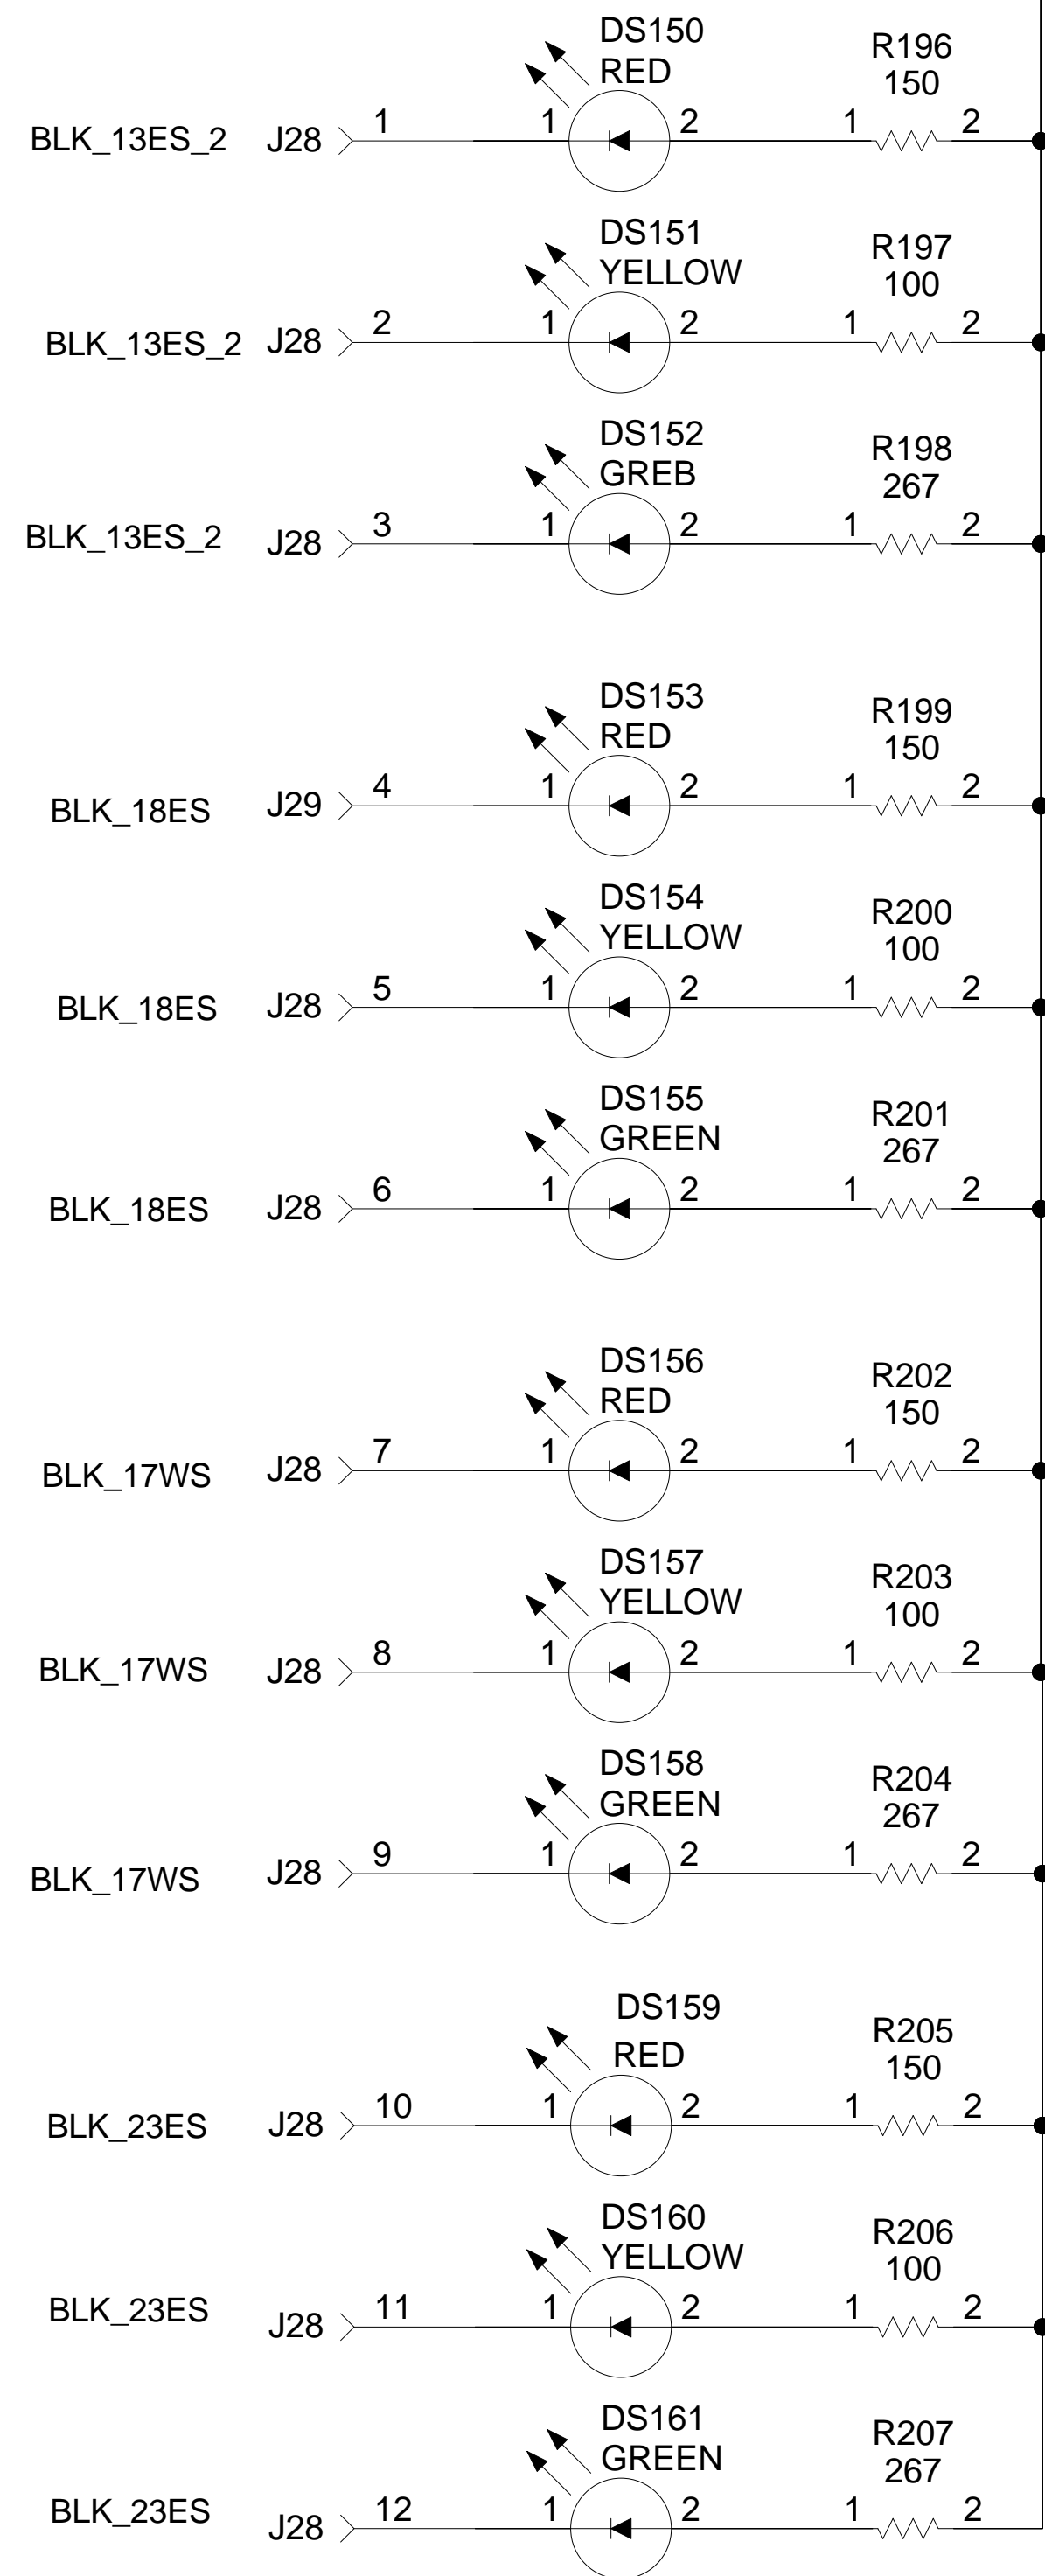 DS150
RED
R196
150
BLK_13ES_2 J28 1 1 2 1 2
DS151
YELLOW
R197
100
BLK_13ES_2 J28 2 1 2 1 2
DS152
GREB
R198
267
BLK_13ES_2 J28 3 1 2 1 2
DS153
RED
R199
150
BLK_18ES J29 4 1 2 1 2
DS154
YELLOW
R200
100
BLK_18ES J28 5 1 2 1 2
DS155
GREEN
R201
267
BLK_18ES J28 6 1 2 1 2
DS156
RED
R202
150
BLK_17WS J28 7 1 2 1 2
DS157
YELLOW
R203
100
BLK_17WS J28 8 1 2 1 2
DS158
GREEN
R204
267
BLK_17WS J28 9 1 2 1 2
DS159
RED
R205
150
BLK_23ES J28 10 1 2 1 2
DS160
YELLOW
R206
100
BLK_23ES J28 11 1 2 1 2
DS161
GREEN
R207
267
BLK_23ES J28 12 1 2 1 2